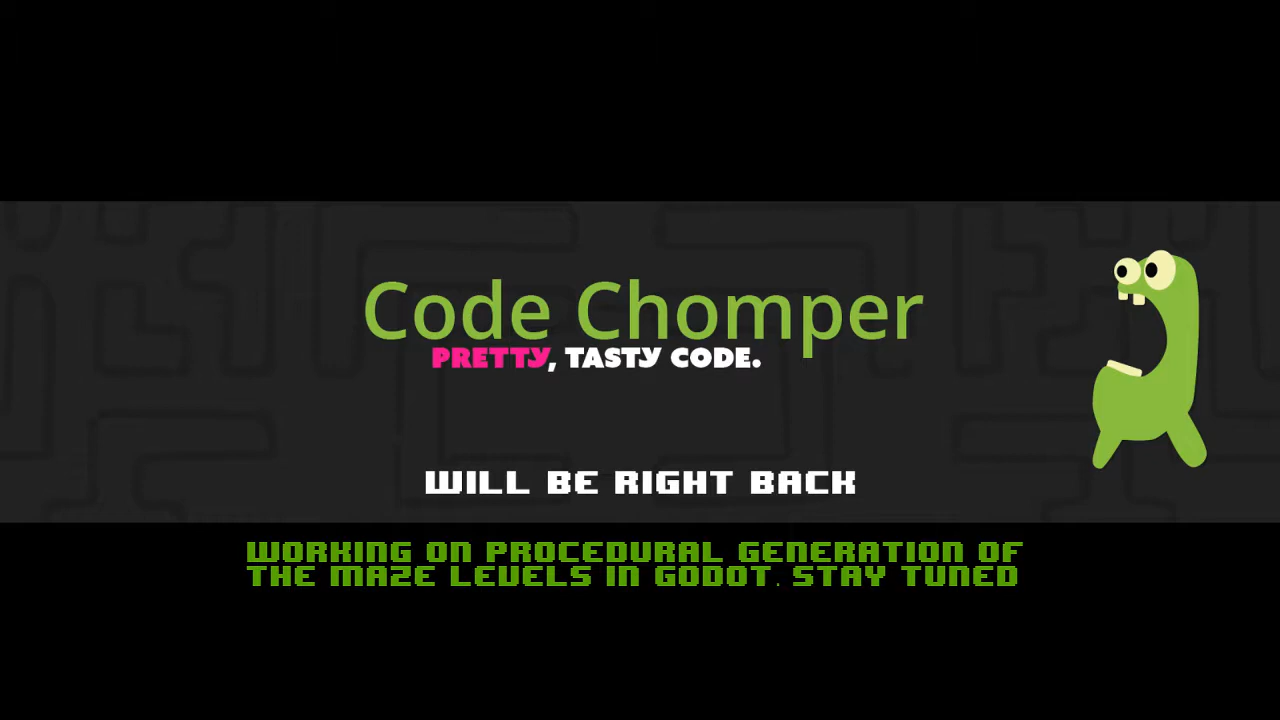 Code Chomper
PRETTY, TASTY CODE.
WILL BE RIGHT BACK
WORKING ON PROCEDURAL GENERATION OF
THE MAZE LEVELS IN GODOT. STAY TUNED